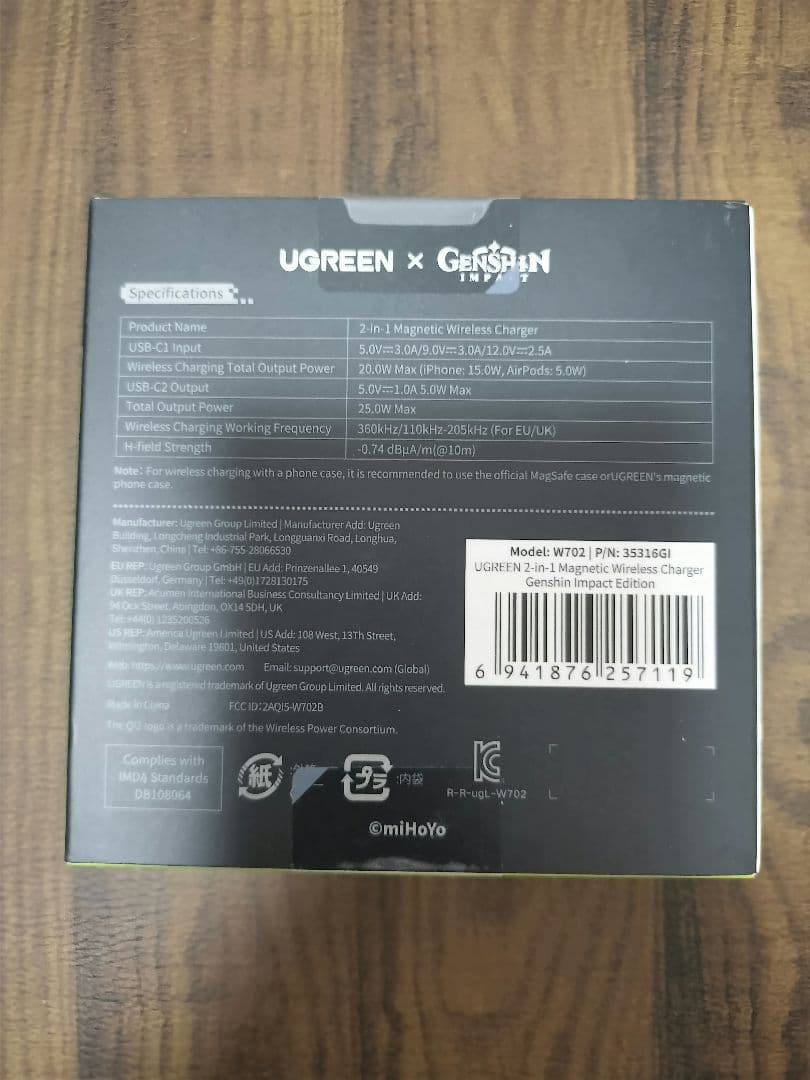 UGREEN × GENSHIN
IMPACT
Specifications
Product Name 2-in-1 Magnetic Wireless Charger
USB-C1 Input 5.0V⎓3.0A/9.0V⎓3.0A/12.0V⎓2.5A
Wireless Charging Total Output Power 20.0W Max (iPhone: 15.0W, AirPods: 5.0W)
USB-C2 Output 5.0V⎓1.0A 5.0W Max
Total Output Power 25.0W Max
Wireless Charging Working Frequency 360kHz/110kHz-205kHz (For EU/UK)
H-field Strength -0.74 dBμA/m(@10m)
Note: For wireless charging with a phone case, it is recommended to use the official MagSafe case orUGREEN's magnetic
phone case.
Manufacturer: Ugreen Group Limited | Manufacturer Add: Ugreen
Building, Longcheng Industrial Park, Longguanxi Road, Longhua,
Shenzhen, China | Tel: +86-755-28066530
EU REP: Ugreen Group GmbH | EU Add: Prinzenallee 1, 40549
Düsseldorf, Germany | Tel: +49(0)1728130175
UK REP: Acumen International Business Consultancy Limited | UK Add:
94 Ock Street, Abingdon, OX14 5DH, UK
Tel: +44(0) 1235200526
US REP: America Ugreen Limited | US Add: 108 West, 13Th Street,
Wilmington, Delaware 19801, United States
Web: https://www.ugreen.com Email: support@ugreen.com (Global)
UGREEN is a registered trademark of Ugreen Group Limited. All rights reserved.
Made in China FCC ID:2AQI5-W702B
The Qi logo is a trademark of the Wireless Power Consortium.
Model: W702 | P/N: 35316GI
UGREEN 2-in-1 Magnetic Wireless Charger
Genshin Impact Edition
6 941876 257119
Complies with
IMDA Standards
DB108064
紙
プラ :内袋
R-R-ugL-W702
©miHoYo